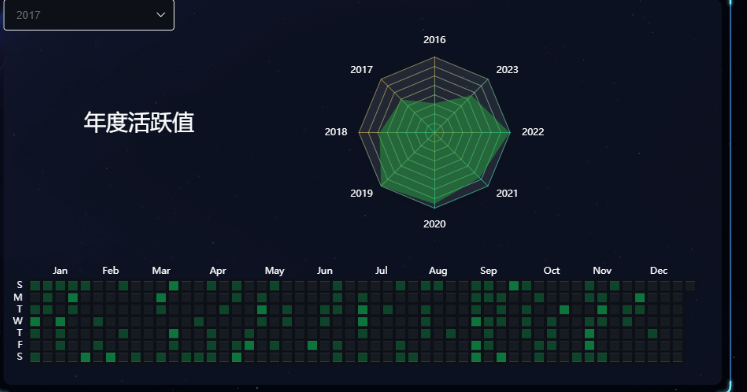 2017
2016
2017
2023
2018
2022
年度活跃值
2019
2021
2020
Jan Feb Mar Apr May Jun Jul Aug Sep Oct Nov Dec
S
M
T
W
T
F
S